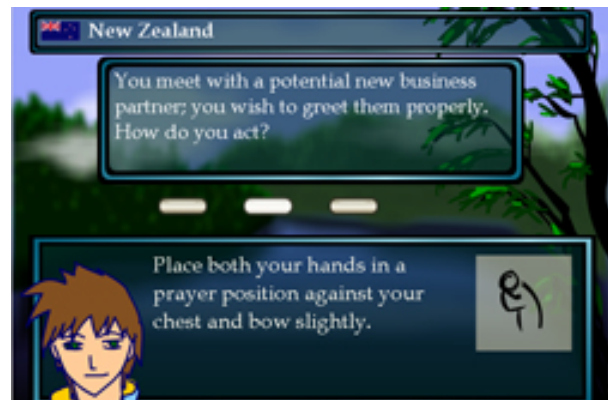 New Zealand
You meet with a potential new business
partner; you wish to greet them properly.
How do you act?
Place both your hands in a
prayer position against your
chest and bow slightly.